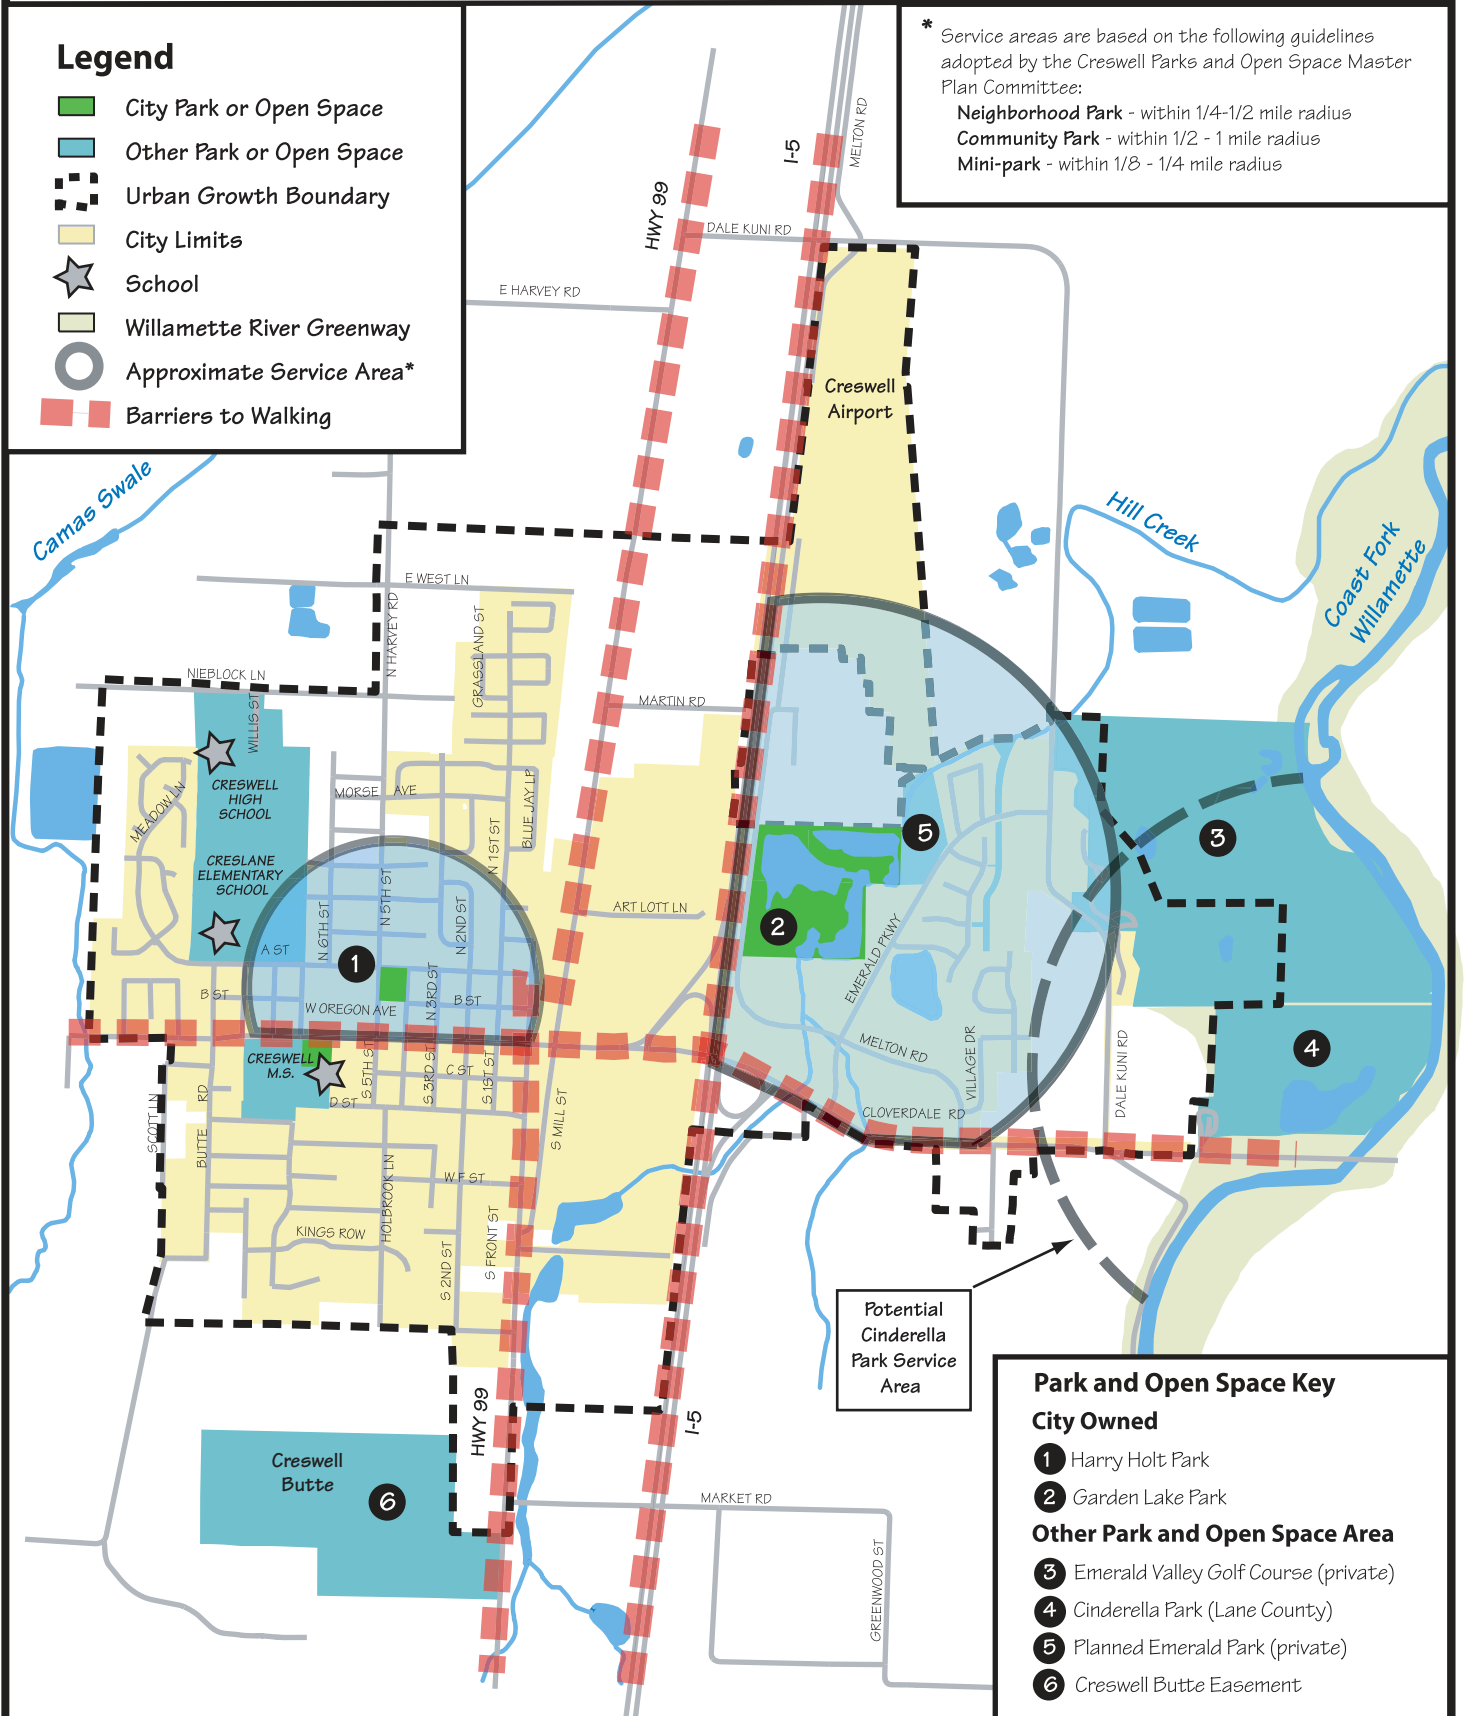 Legend
City Park or Open Space
Other Park or Open Space
Urban Growth Boundary
City Limits
School
Willamette River Greenway
Approximate Service Area*
Barriers to Walking
* Service areas are based on the following guidelines
adopted by the Creswell Parks and Open Space Master
Plan Committee:
Neighborhood Park - within 1/4-1/2 mile radius
Community Park - within 1/2 - 1 mile radius
Mini-park - within 1/8 - 1/4 mile radius
MELTON RD
I-5
HWY 99
DALE KUNI RD
E HARVEY RD
Creswell
Airport
Camas Swale
Hill Creek
Coast Fork
Willamette
E WEST LN
N HARVEY RD
GRASSLAND ST
NIEBLOCK LN
WILLIS ST
MARTIN RD
CRESWELL
HIGH
SCHOOL
MEADOW LN
MORSE AVE
BLUE JAY LP
N 1ST ST
CRESLANE
ELEMENTARY
SCHOOL
N 5TH ST
N 6TH ST
N 2ND ST
ART LOTT LN
A ST
1
2
3
4
5
B ST
N 3RD ST
B ST
W OREGON AVE
EMERALD PKWY
MELTON RD
VILLAGE DR
DALE KUNI RD
CLOVERDALE RD
CRESWELL
M.S.
S 5TH ST
S 3RD ST
C ST
S 1ST ST
D ST
S MILL ST
SCOTT LN
BUTTE RD
HOLBROOK LN
W F ST
KINGS ROW
S 2ND ST
S FRONT ST
Potential
Cinderella
Park Service
Area
HWY 99
I-5
Creswell
Butte
6
MARKET RD
GREENWOOD ST
Park and Open Space Key
City Owned
1 Harry Holt Park
2 Garden Lake Park
Other Park and Open Space Area
3 Emerald Valley Golf Course (private)
4 Cinderella Park (Lane County)
5 Planned Emerald Park (private)
6 Creswell Butte Easement